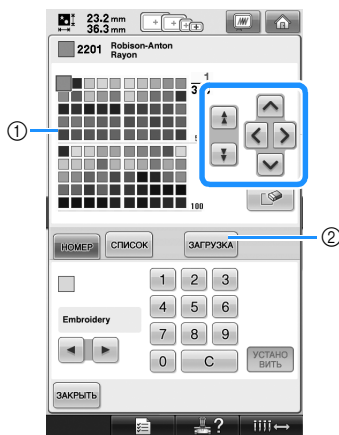 23.2 mm
36.3 mm
2201 Robison-Anton
Rayon
1
3
①
100
НОМЕР СПИСОК ЗАГРУЗКА
②
1 2 3
4 5 6
Embroidery
7 8 9
0 C
УСТАНО
ВИТЬ
ЗАКРЫТЬ
?